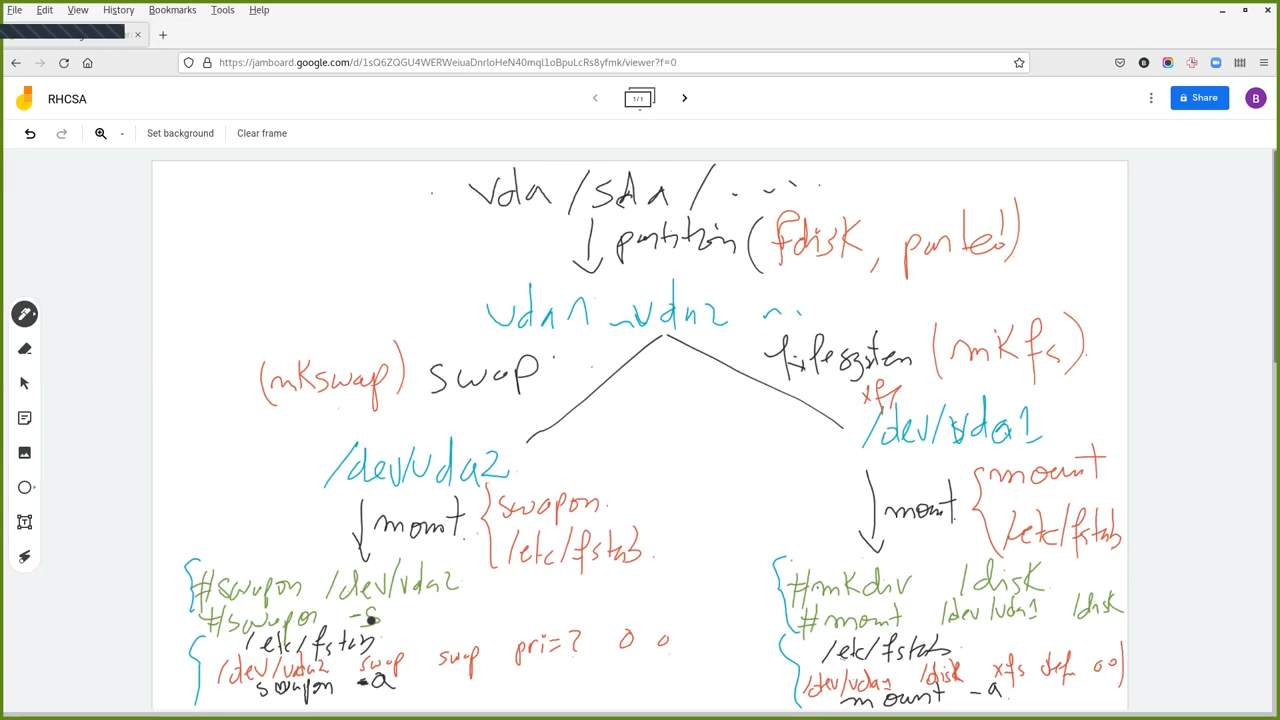 File Edit View History Bookmarks Tools Help
https://jamboard.google.com/d/1sQ6ZQGU4WERWeiuaDnrIoHeN40mql1oBpuLcRs8yfmk/viewer?f=0
RHCSA
1/1
Share
B
Set background Clear frame
vda /sda / ....
partition (fdisk, parted)
vda1 vda2 ...
(mkswap) swap
filesystem (mkfs)
xfs
/dev/vda2
/dev/vda1
mount { swapon
/etc/fstab
mount { mount
/etc/fstab
#swapon /dev/vda2
#swapon -s
/etc/fstab
/dev/vda2 swap swap pri=? 0 0
swapon -a
#mkdir /disk
#mount /dev/vda1 /disk
/etc/fstab
/dev/vda1 /disk xfs def 0 0
mount -a